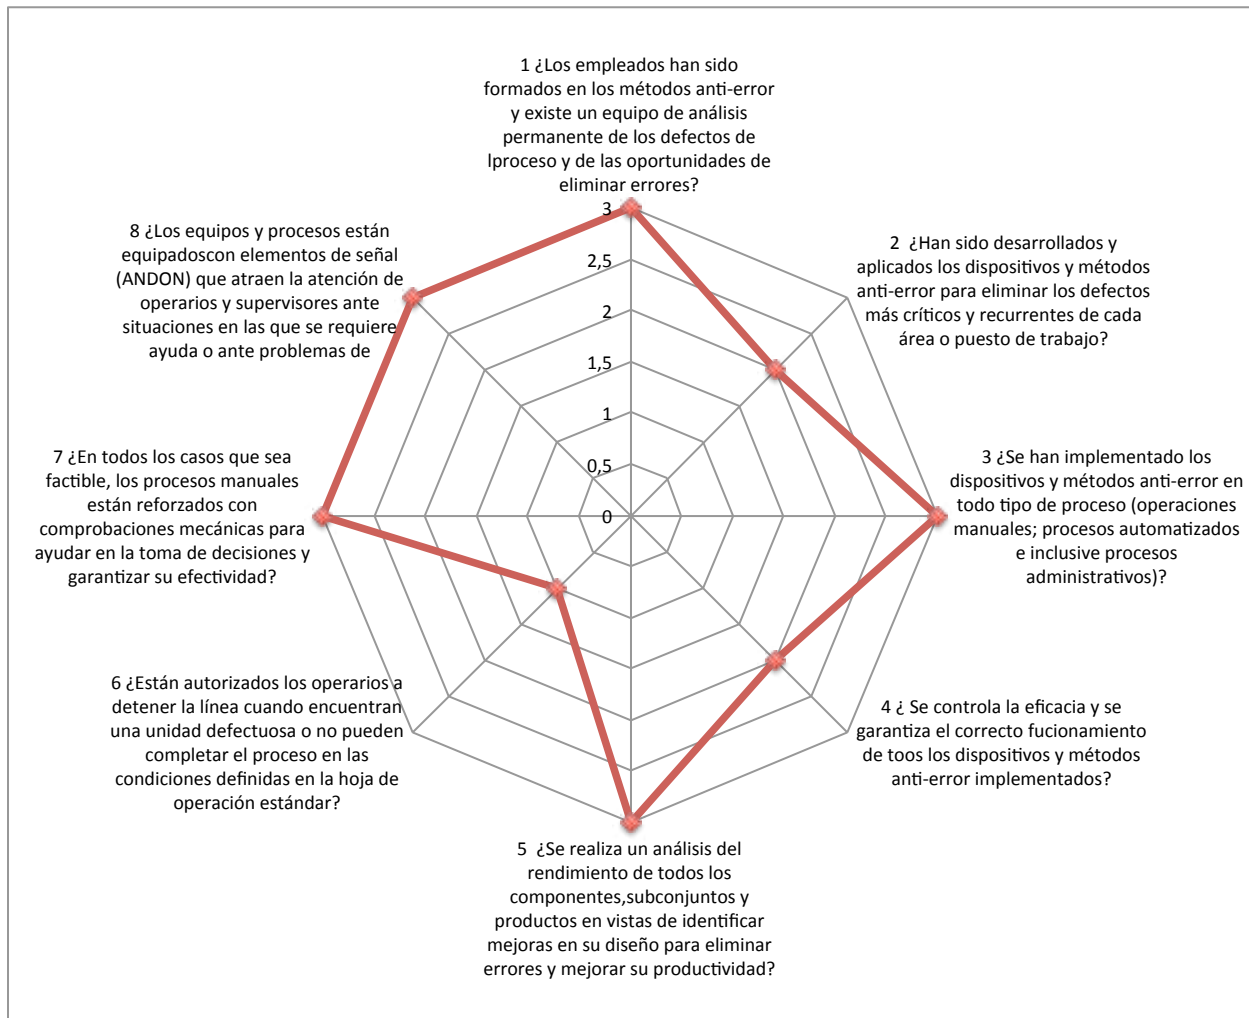 1 ¿Los empleados han sido
formados en los métodos anti-error
y existe un equipo de análisis
permanente de los defectos de
lproceso y de las oportunidades de
eliminar errores?
2  ¿Han sido desarrollados y
aplicados los dispositivos y métodos
anti-error para eliminar los defectos
más críticos y recurrentes de cada
área o puesto de trabajo?
3 ¿Se han implementado los
dispositivos y métodos anti-error en
todo tipo de proceso (operaciones
manuales; procesos automatizados
e inclusive procesos
administrativos)?
4 ¿ Se controla la eficacia y se
garantiza el correcto fucionamiento
de toos los dispositivos y métodos
anti-error implementados?
5  ¿Se realiza un análisis del
rendimiento de todos los
componentes,subconjuntos y
productos en vistas de identificar
mejoras en su diseño para eliminar
errores y mejorar su productividad?
6 ¿Están autorizados los operarios a
detener la línea cuando encuentran
una unidad defectuosa o no pueden
completar el proceso en las
condiciones definidas en la hoja de
operación estándar?
7 ¿En todos los casos que sea
factible, los procesos manuales
están reforzados con
comprobaciones mecánicas para
ayudar en la toma de decisiones y
garantizar su efectividad?
8 ¿Los equipos y procesos están
equipadoscon elementos de señal
(ANDON) que atraen la atención de
operarios y supervisores ante
situaciones en las que se requiere
ayuda o ante problemas de
3
2,5
2
1,5
1
0,5
0